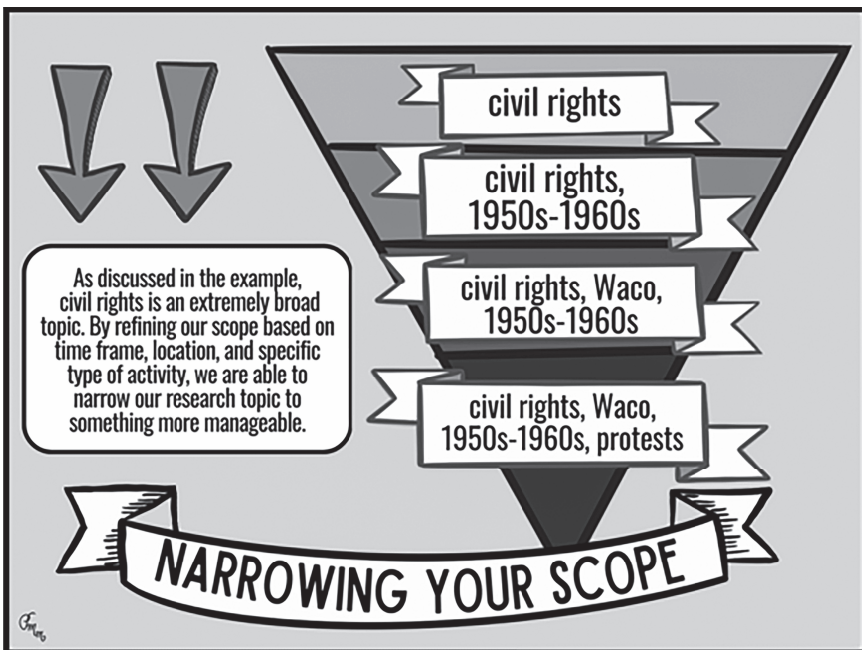 civil rights
civil rights,
1950s-1960s
civil rights, Waco,
1950s-1960s
civil rights, Waco,
1950s-1960s, protests
As discussed in the example,
civil rights is an extremely broad
topic. By refining our scope based on
time frame, location, and specific
type of activity, we are able to
narrow our research topic to
something more manageable.
NARROWING YOUR SCOPE